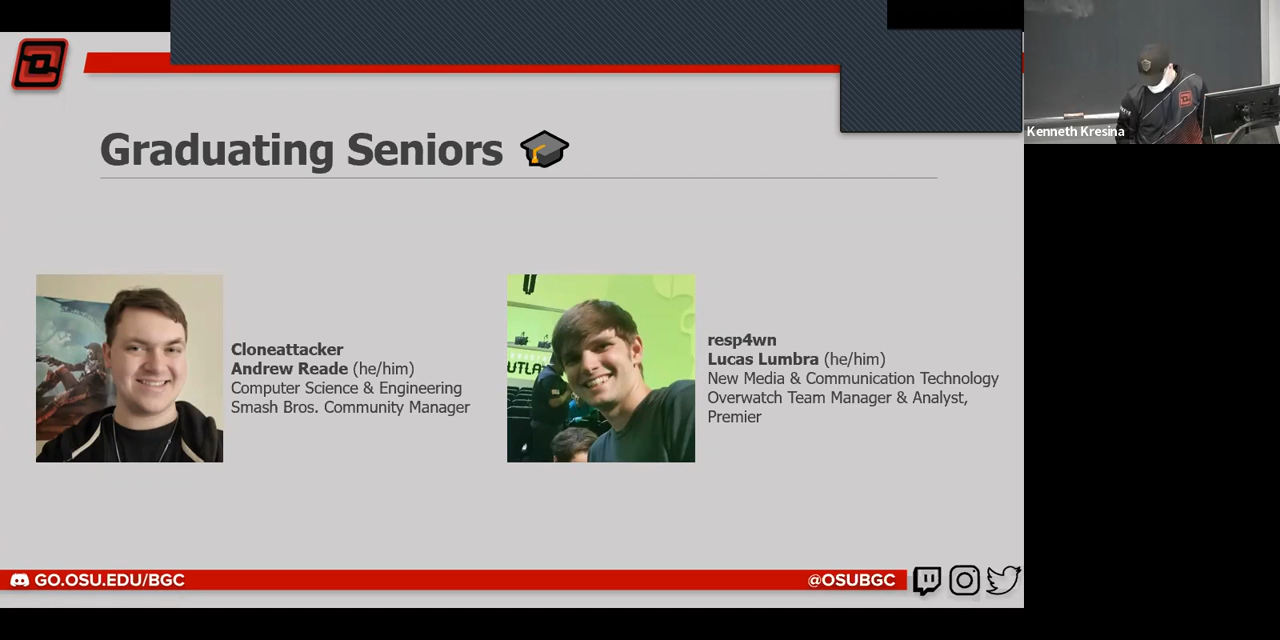 Graduating Seniors
Cloneattacker
Andrew Reade (he/him)
Computer Science & Engineering
Smash Bros. Community Manager
resp4wn
Lucas Lumbra (he/him)
New Media & Communication Technology
Overwatch Team Manager & Analyst,
Premier
GO.OSU.EDU/BGC
@OSUBGC
Kenneth Kresina